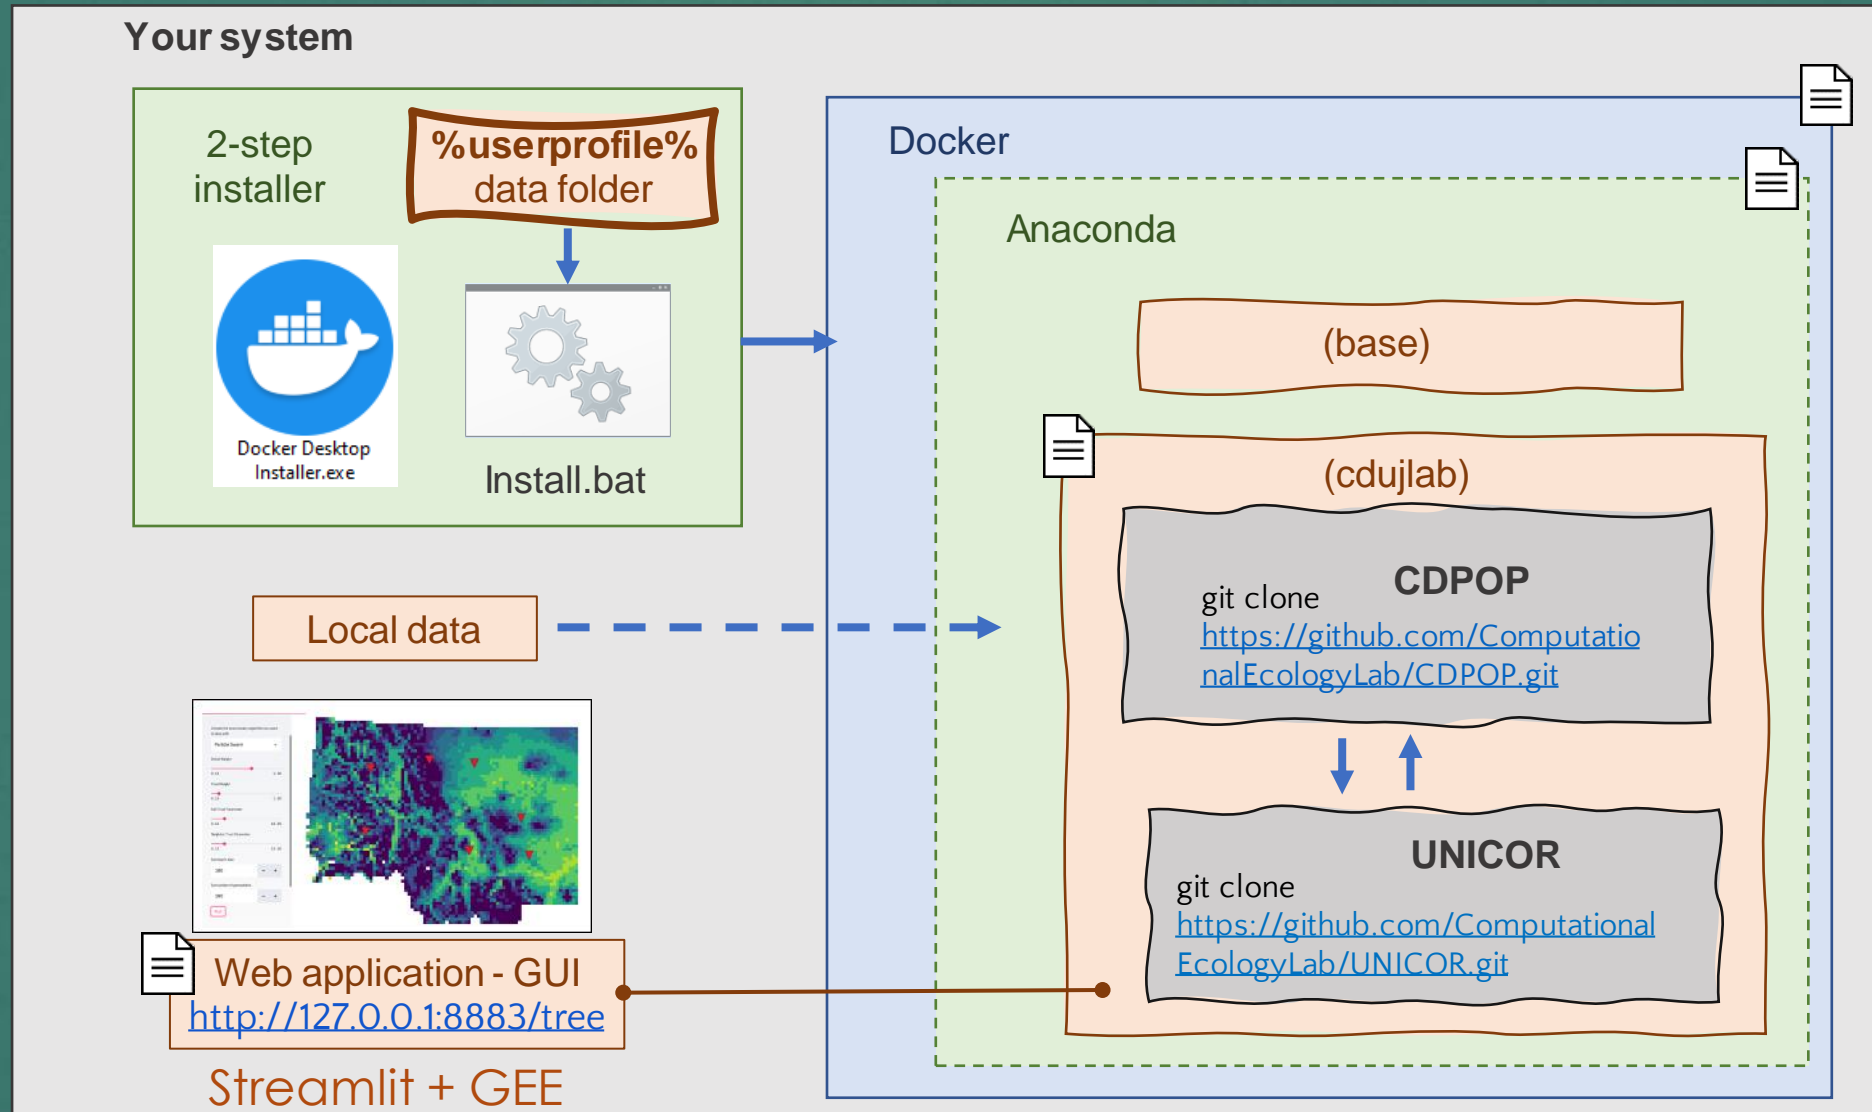 Your system
2-step
installer
%userprofile%
data folder
Docker Desktop
Installer.exe
Install.bat
Docker
Anaconda
(base)
(cdujlab)
CDPOP
git clone
https://github.com/Computatio
nalEcologyLab/CDPOP.git
UNICOR
git clone
https://github.com/Computational
EcologyLab/UNICOR.git
Local data
Web application - GUI
http://127.0.0.1:8883/tree
Streamlit + GEE